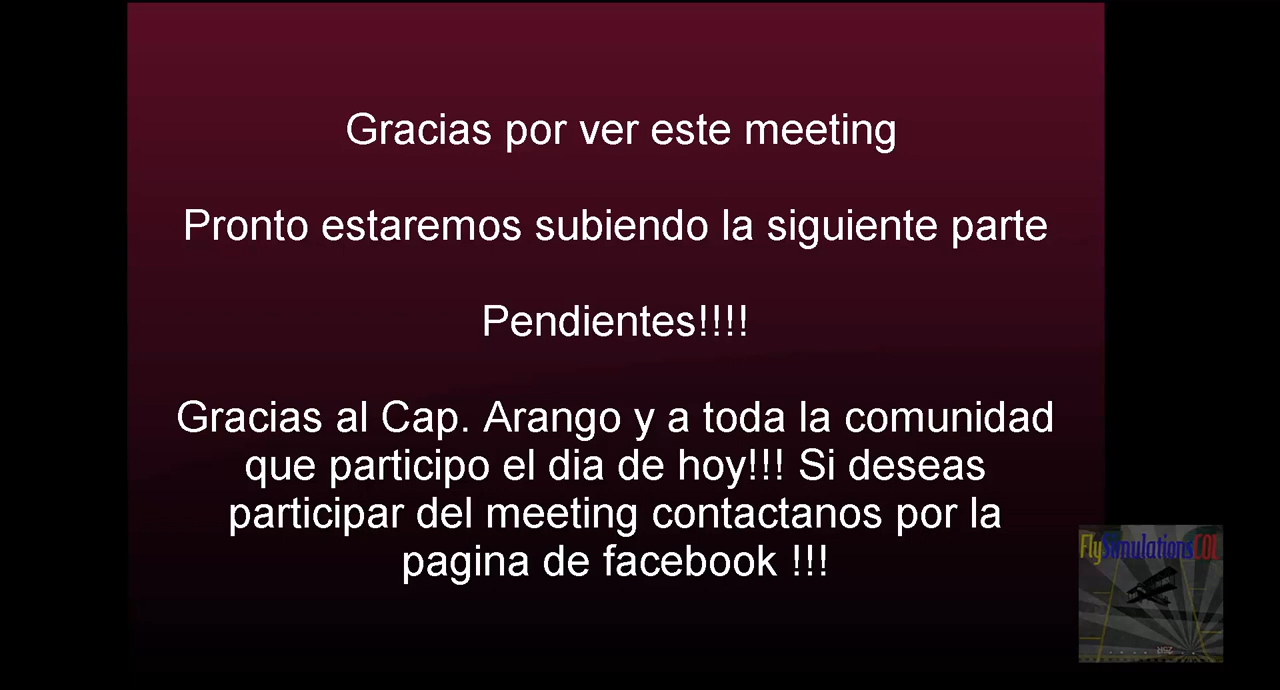 Gracias por ver este meeting
Pronto estaremos subiendo la siguiente parte
Pendientes!!!!
Gracias al Cap. Arango y a toda la comunidad
que participo el dia de hoy!!! Si deseas
participar del meeting contactanos por la
pagina de facebook !!!
FlySimulationsCOL
25R